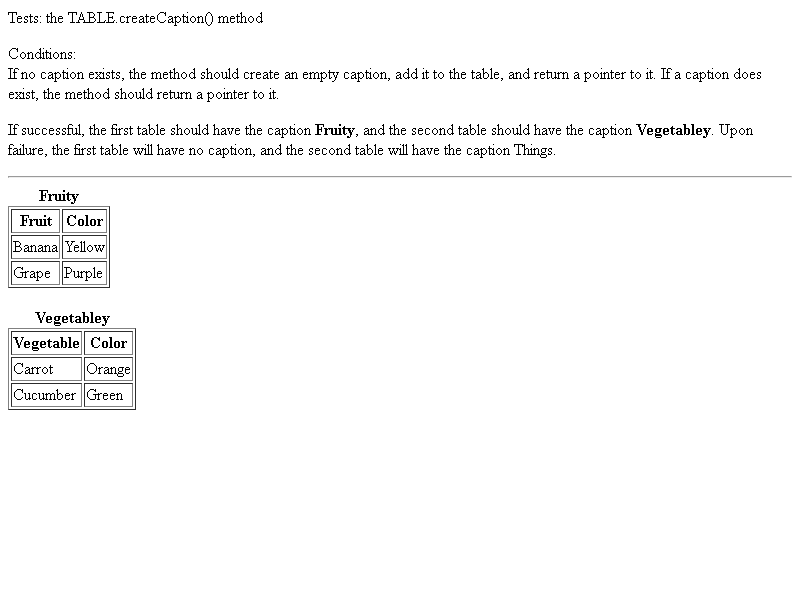 Tests: the TABLE.createCaption() method
Conditions:
If no caption exists, the method should create an empty caption, add it to the table, and return a pointer to it. If a caption does
exist, the method should return a pointer to it.
If successful, the first table should have the caption Fruity, and the second table should have the caption Vegetabley. Upon
failure, the first table will have no caption, and the second table will have the caption Things.
Fruity
Fruit Color
Banana Yellow
Grape Purple
Vegetabley
Vegetable Color
Carrot Orange
Cucumber Green